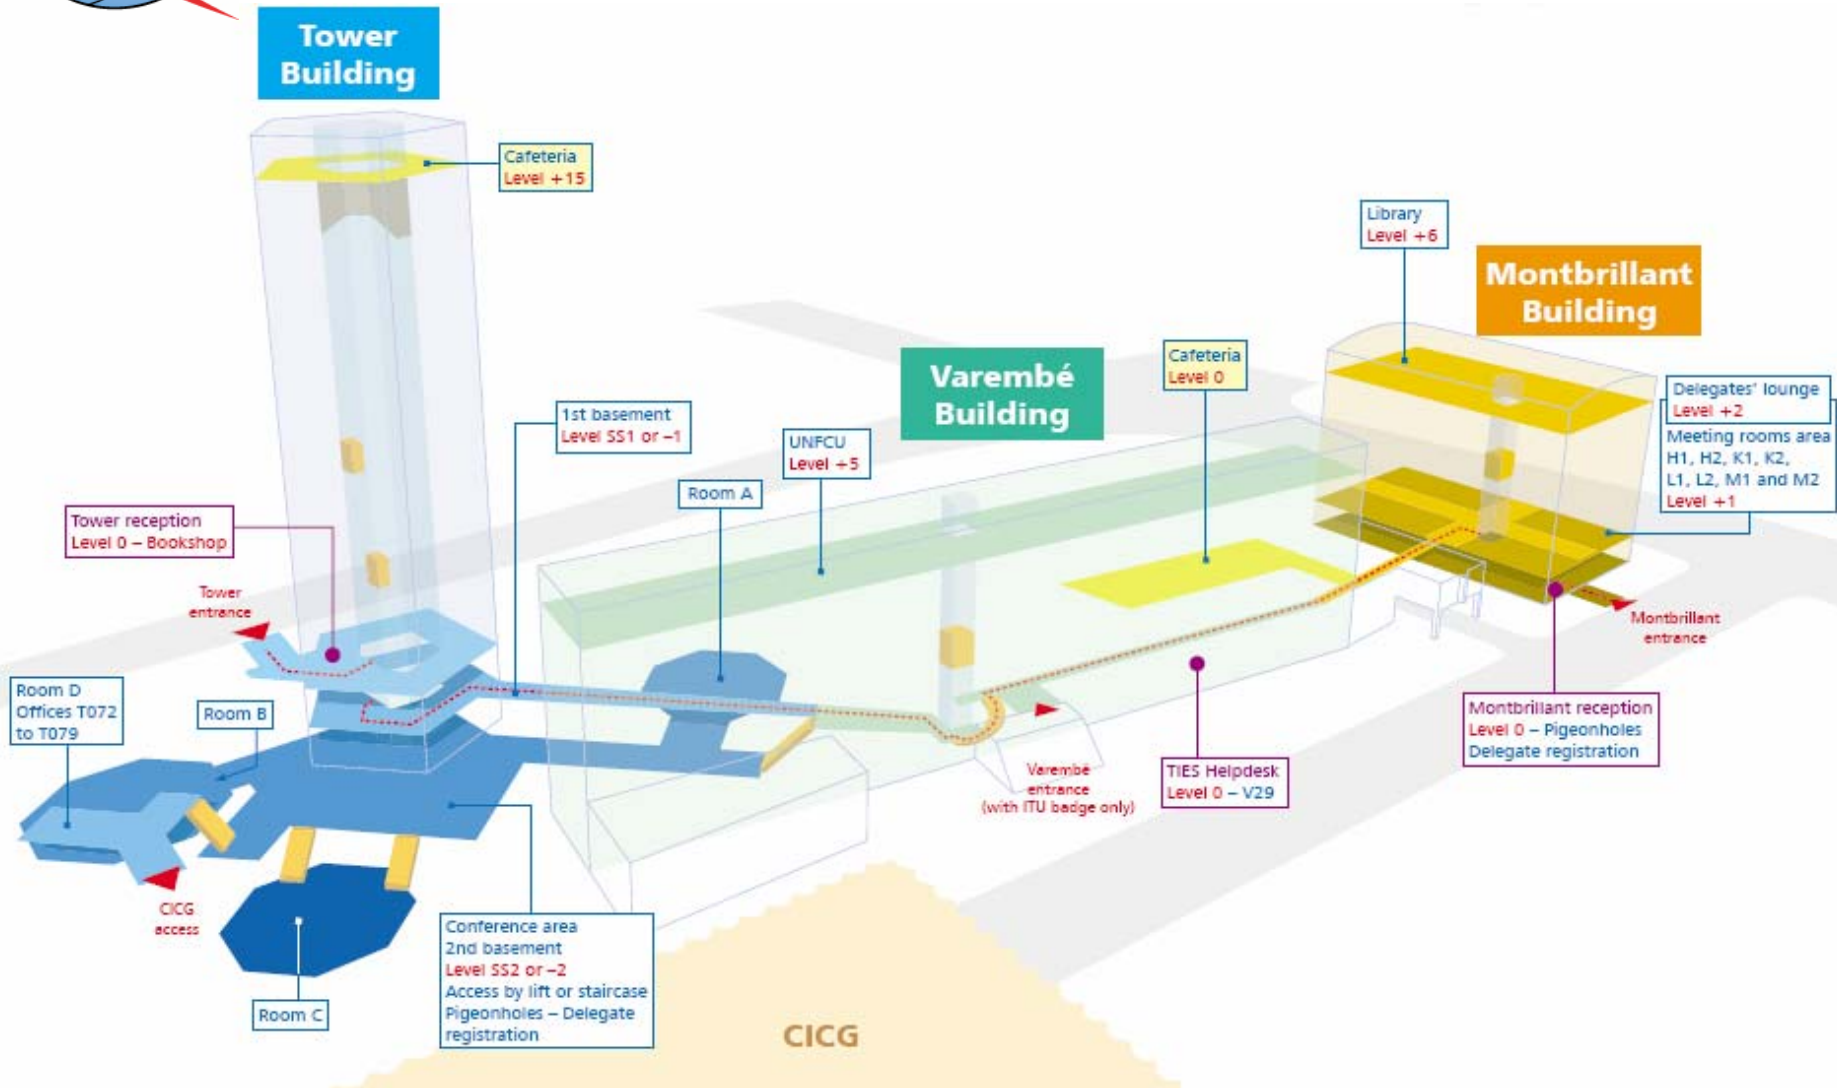 Tower
Building
Cafeteria
Level +15
Library
Level +6
Montbrillant
Building
Varembé
Building
Cafeteria
Level 0
Delegates' lounge
Level +2
Meeting rooms area
H1, H2, K1, K2,
L1, L2, M1 and M2
Level +1
1st basement
Level SS1 or –1
UNFCU
Level +5
Room A
Tower reception
Level 0 – Bookshop
Tower
entrance
Montbrillant
entrance
Room D
Offices T072
to T079
Room B
Montbrillant reception
Level 0 – Pigeonholes
Delegate registration
Varembé
entrance
(with ITU badge only)
TIES Helpdesk
Level 0 – V29
CICG
access
Conference area
2nd basement
Level SS2 or –2
Access by lift or staircase
Pigeonholes – Delegate
registration
Room C
CICG